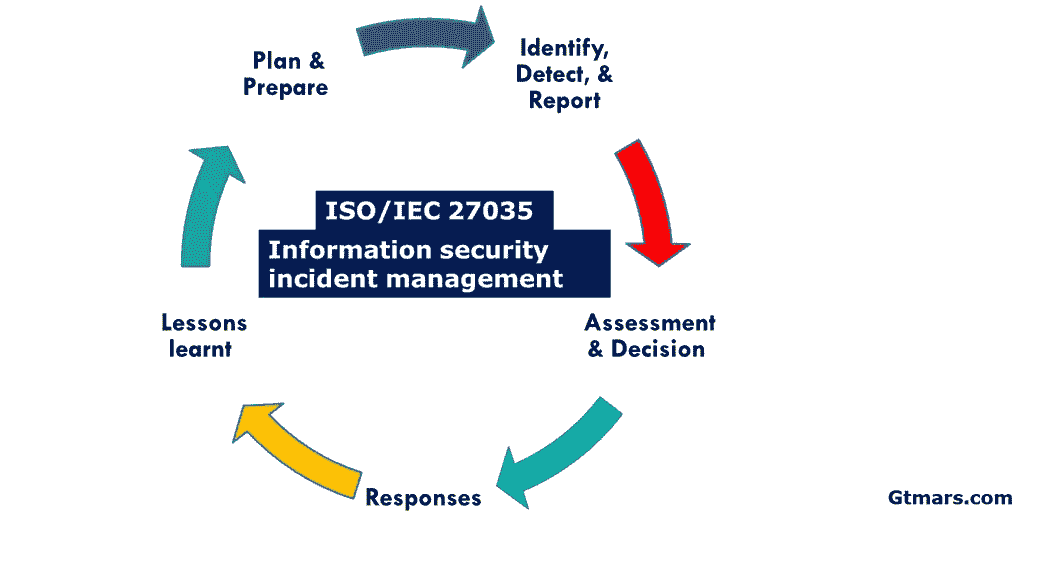 Plan &
Prepare
Identify,
Detect, &
Report
ISO/IEC 27035
Information security
incident management
Lessons
learnt
Assessment
& Decision
Responses
Gtmars.com